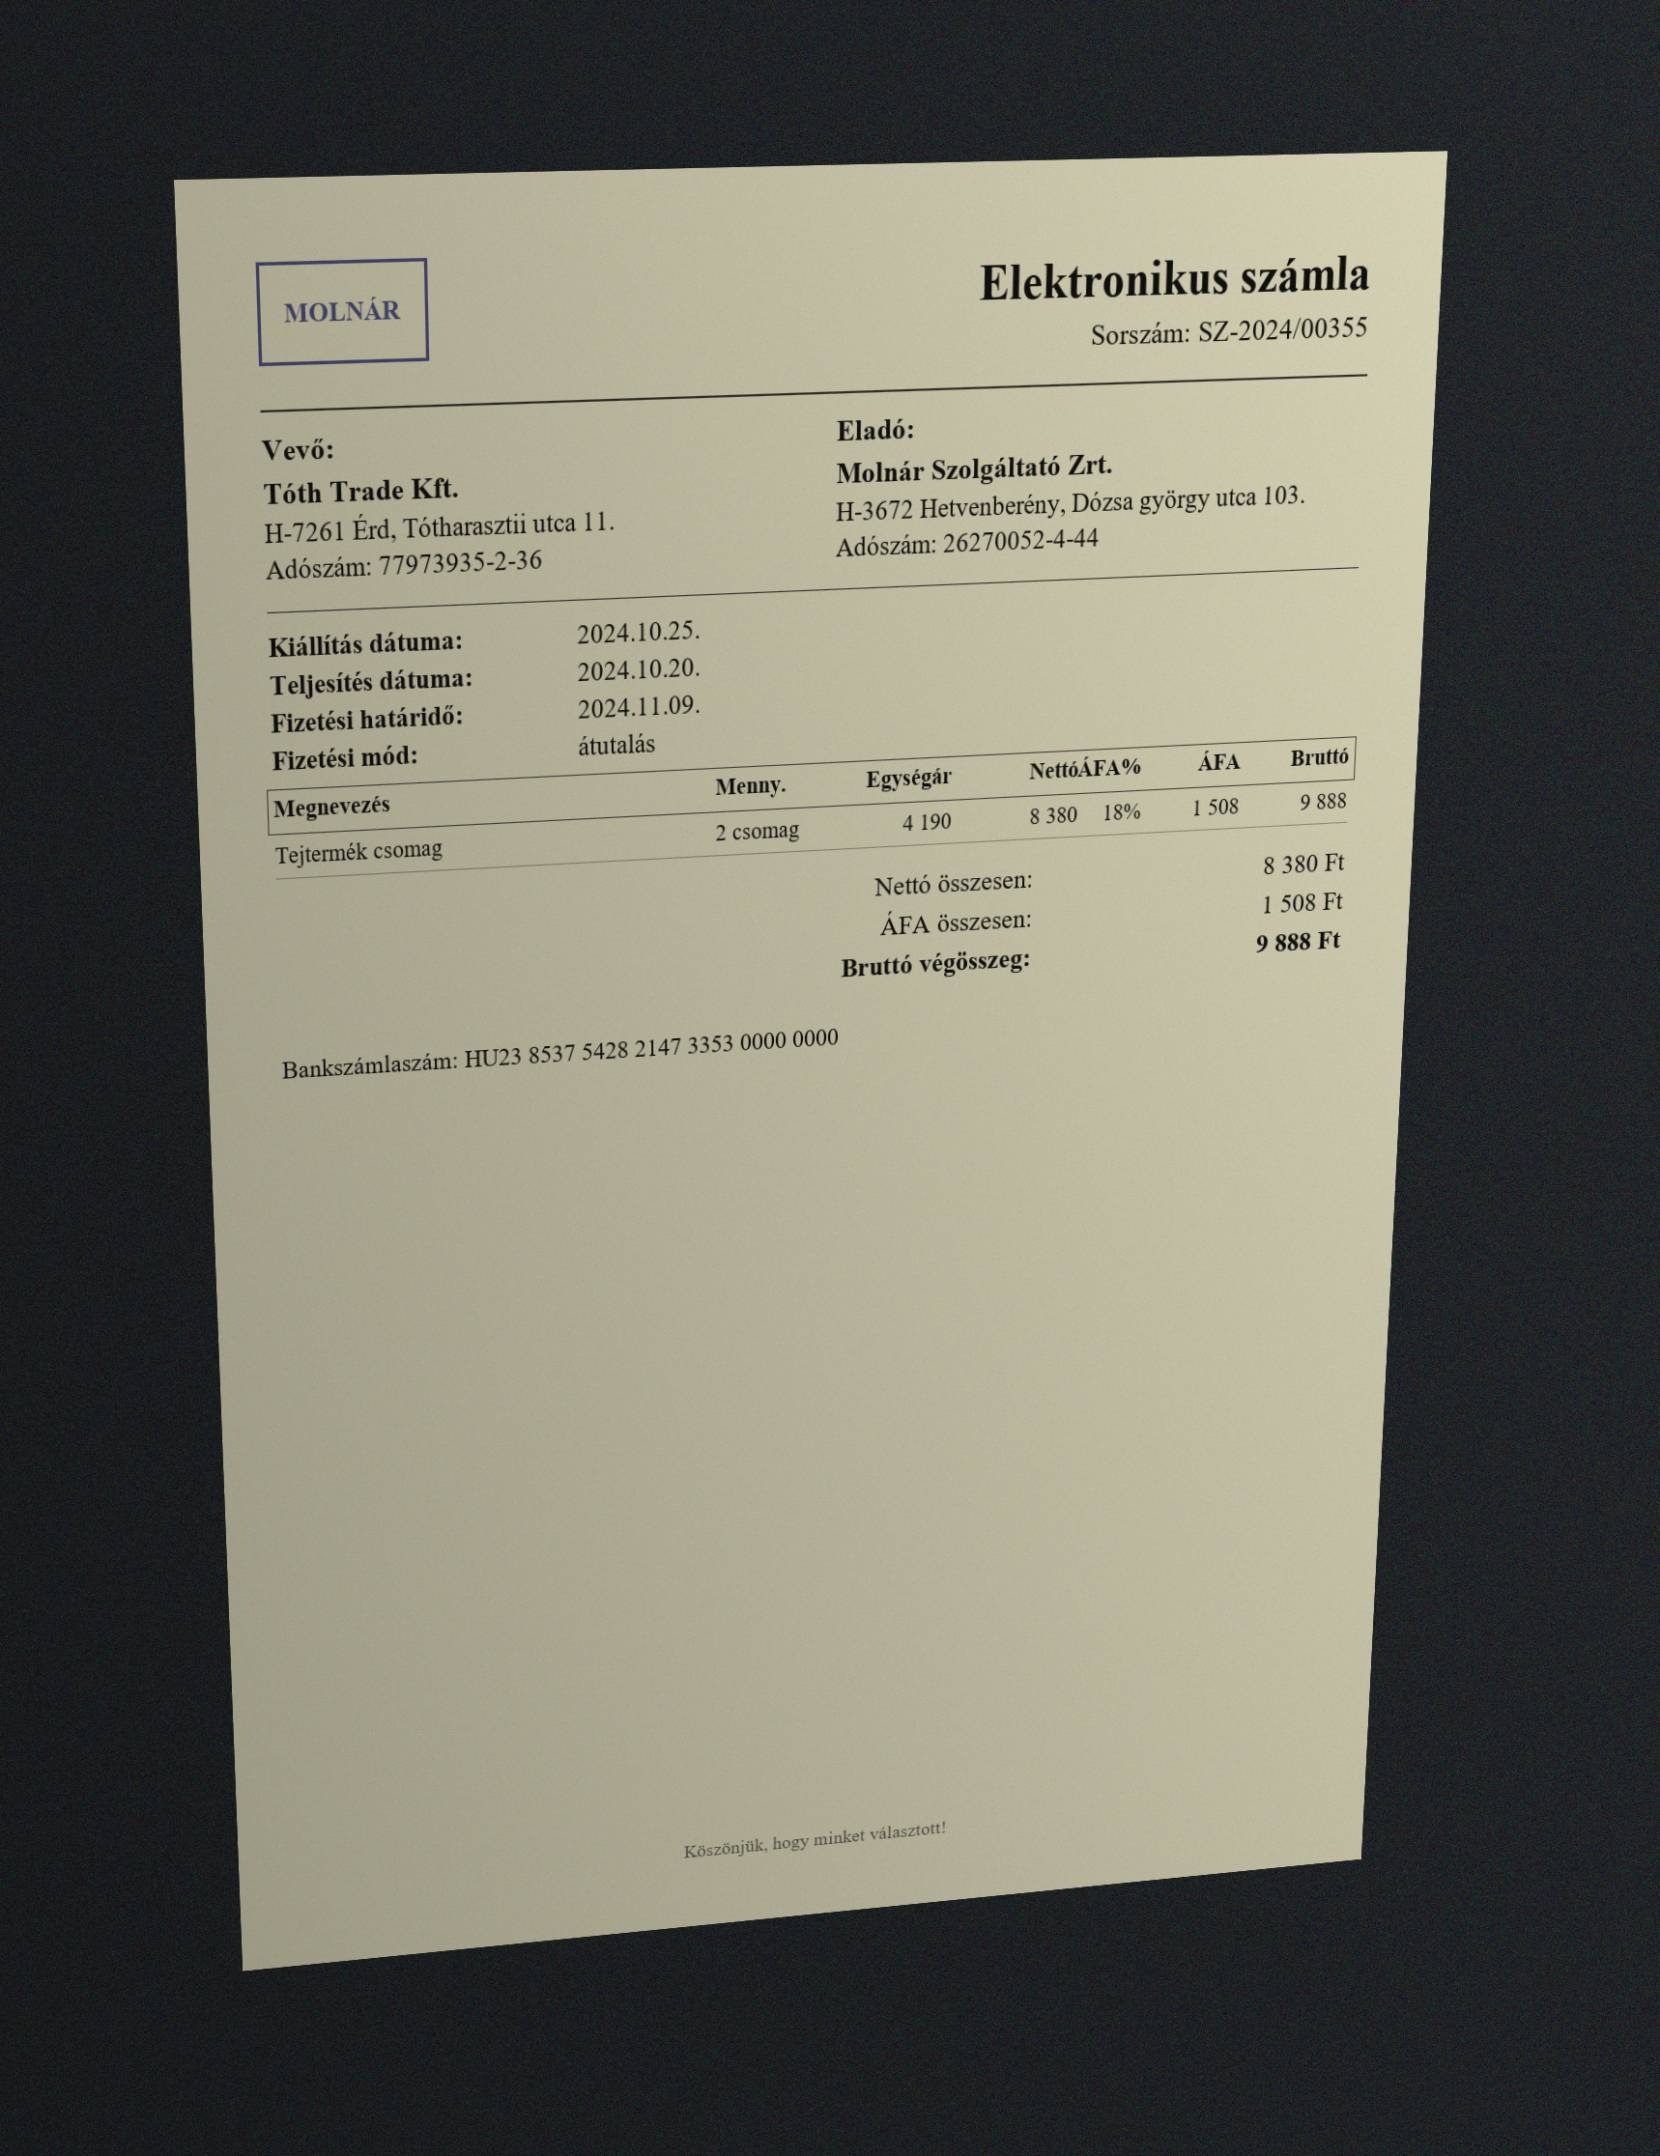 MOLNÁR
Elektronikus számla
Sorszám: SZ-2024/00355
Vevő:
Tóth Trade Kft.
H-7261 Érd, Tótharasztii utca 11.
Adószám: 77973935-2-36
Eladó:
Molnár Szolgáltató Zrt.
H-3672 Hetvenberény, Dózsa györgy utca 103.
Adószám: 26270052-4-44
Kiállítás dátuma: 2024.10.25.
Teljesítés dátuma: 2024.10.20.
Fizetési határidő: 2024.11.09.
Fizetési mód: átutalás
Megnevezés Menny. Egységár Nettó ÁFA% ÁFA Bruttó
Tejtermék csomag 2 csomag 4 190 8 380 18% 1 508 9 888
Nettó összesen: 8 380 Ft
ÁFA összesen: 1 508 Ft
Bruttó végösszeg: 9 888 Ft
Bankszámlaszám: HU23 8537 5428 2147 3353 0000 0000
Köszönjük, hogy minket választott!